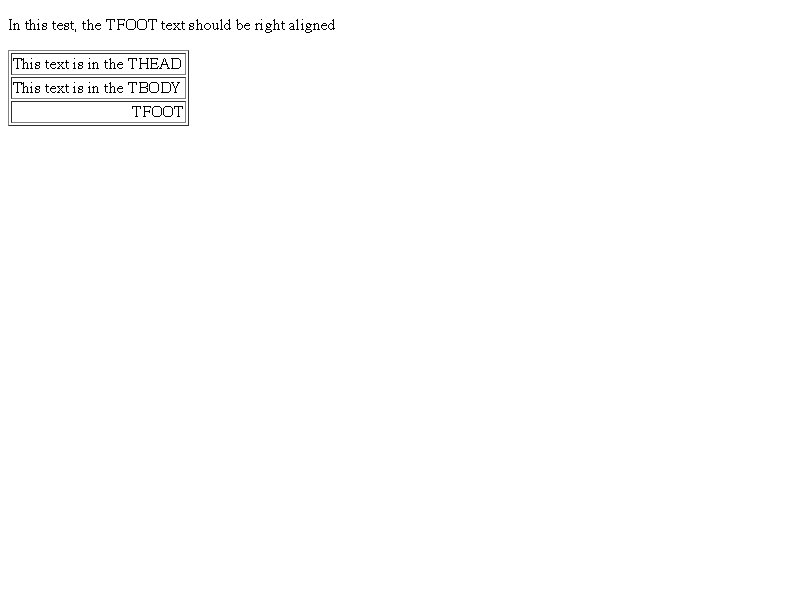 In this test, the TFOOT text should be right aligned
This text is in the THEAD
This text is in the TBODY
TFOOT